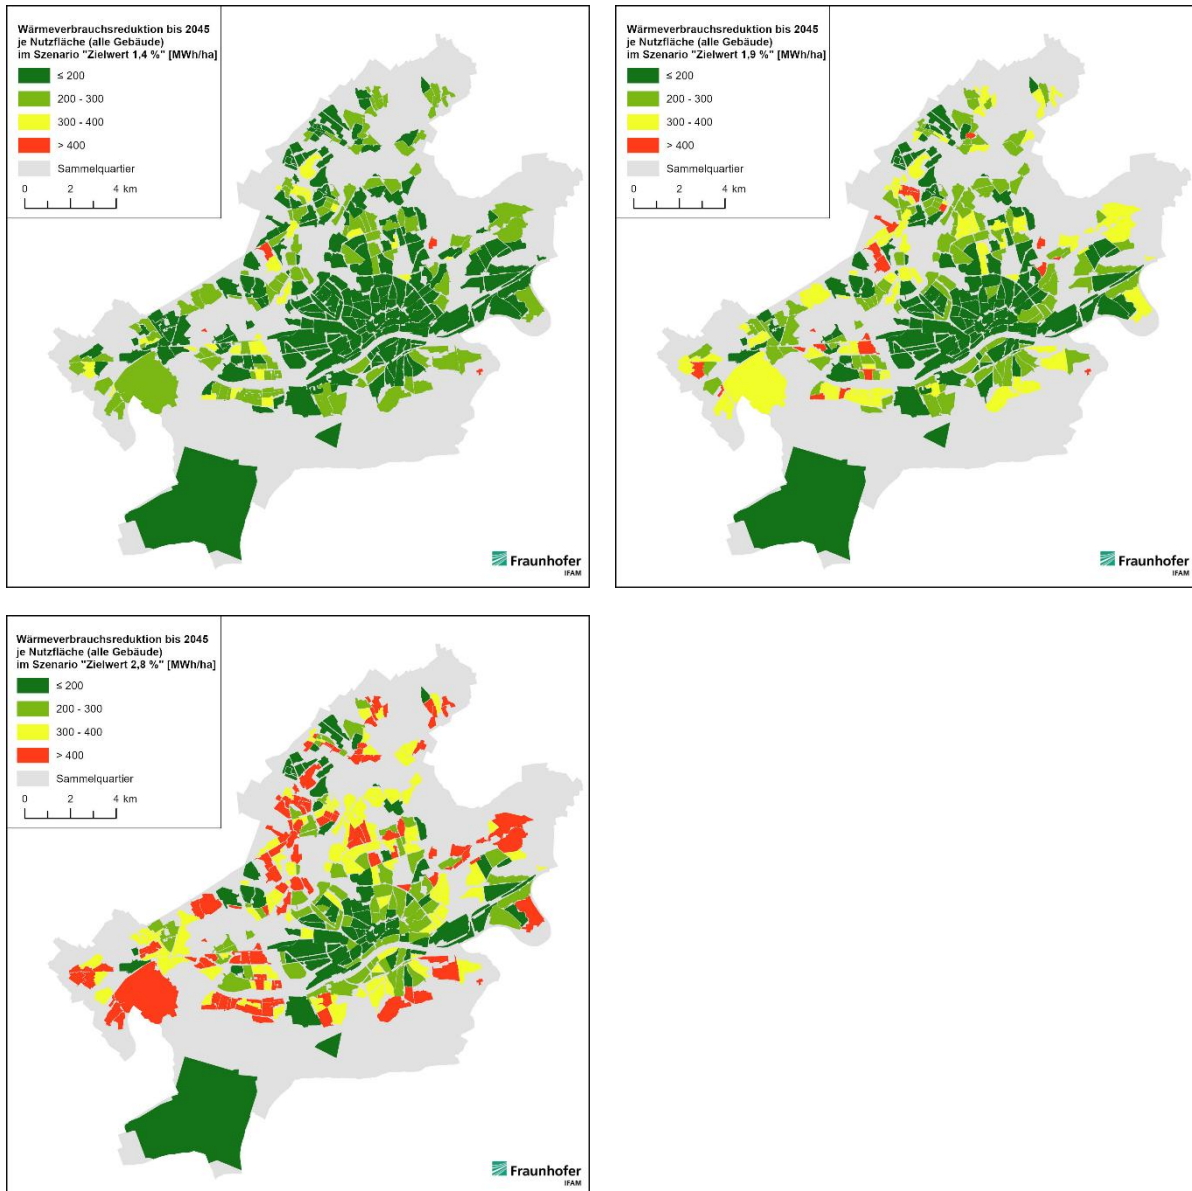 Wärmeverbrauchsreduktion bis 2045
je Nutzfläche (alle Gebäude)
im Szenario "Zielwert 1,4 %" [MWh/ha]
≤ 200
200 - 300
300 - 400
> 400
Sammelquartier
0 2 4 km
Fraunhofer
IFAM
Wärmeverbrauchsreduktion bis 2045
je Nutzfläche (alle Gebäude)
im Szenario "Zielwert 1,9 %" [MWh/ha]
≤ 200
200 - 300
300 - 400
> 400
Sammelquartier
0 2 4 km
Fraunhofer
IFAM
Wärmeverbrauchsreduktion bis 2045
je Nutzfläche (alle Gebäude)
im Szenario "Zielwert 2,8 %" [MWh/ha]
≤ 200
200 - 300
300 - 400
> 400
Sammelquartier
0 2 4 km
Fraunhofer
IFAM